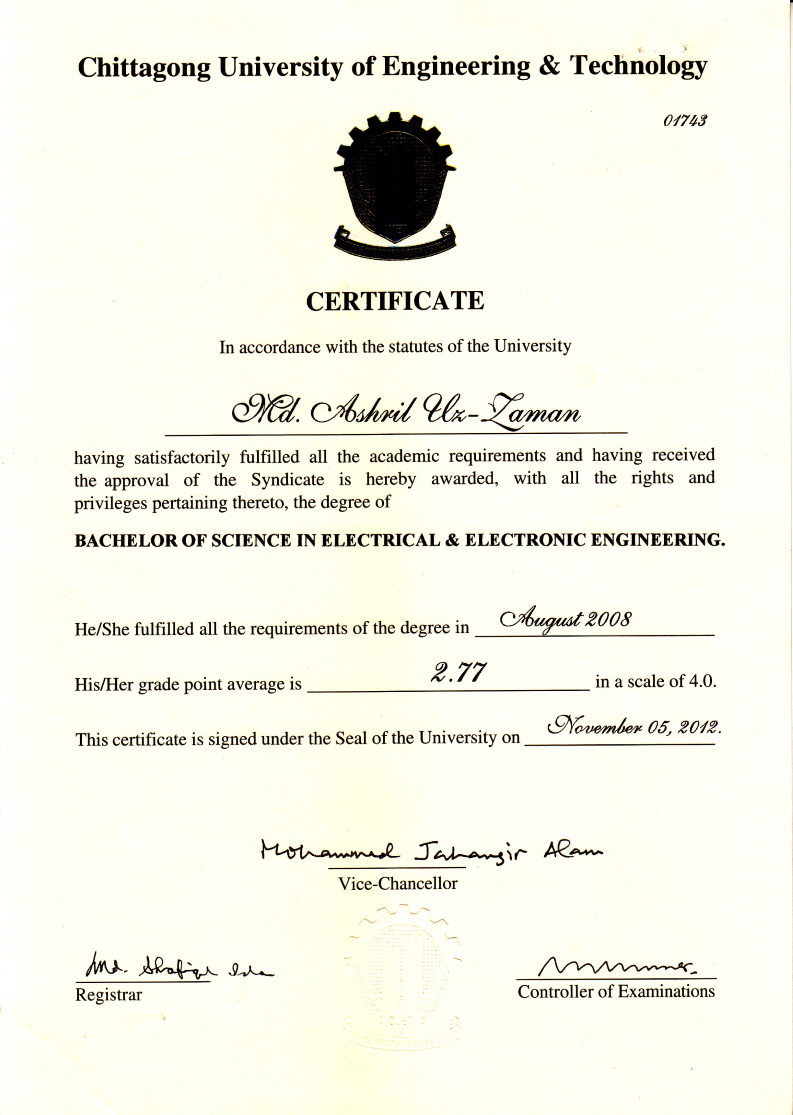 Chittagong University of Engineering & Technology
01743
CERTIFICATE
In accordance with the statutes of the University
Md. Ashril Uz-Zaman
having satisfactorily fulfilled all the academic requirements and having received
the approval of the Syndicate is hereby awarded, with all the rights and
privileges pertaining thereto, the degree of
BACHELOR OF SCIENCE IN ELECTRICAL & ELECTRONIC ENGINEERING.
He/She fulfilled all the requirements of the degree in August 2008
His/Her grade point average is 2.77 in a scale of 4.0.
This certificate is signed under the Seal of the University on November 05, 2012.
Mohammed Jahangir Alam
Vice-Chancellor
Md.
Registrar
Controller of Examinations